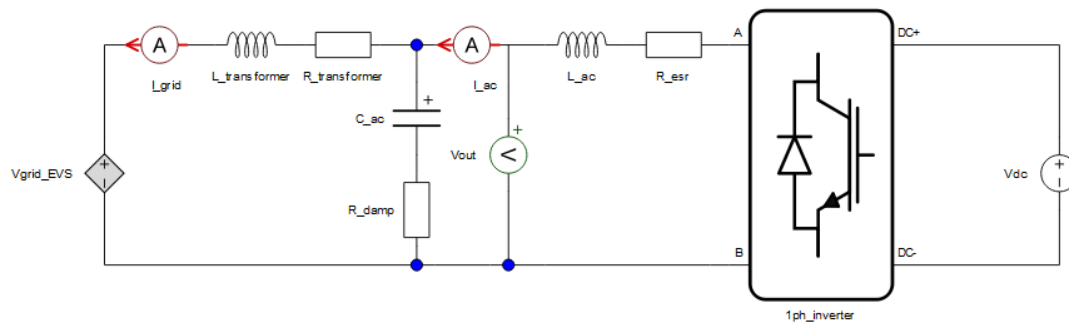 A
I_grid
L_transformer
R_transformer
A
I_ac
L_ac
R_esr
A
DC+
C_ac
Vout
V
Vgrid_EVS
R_damp
Vdc
B
DC-
1ph_inverter